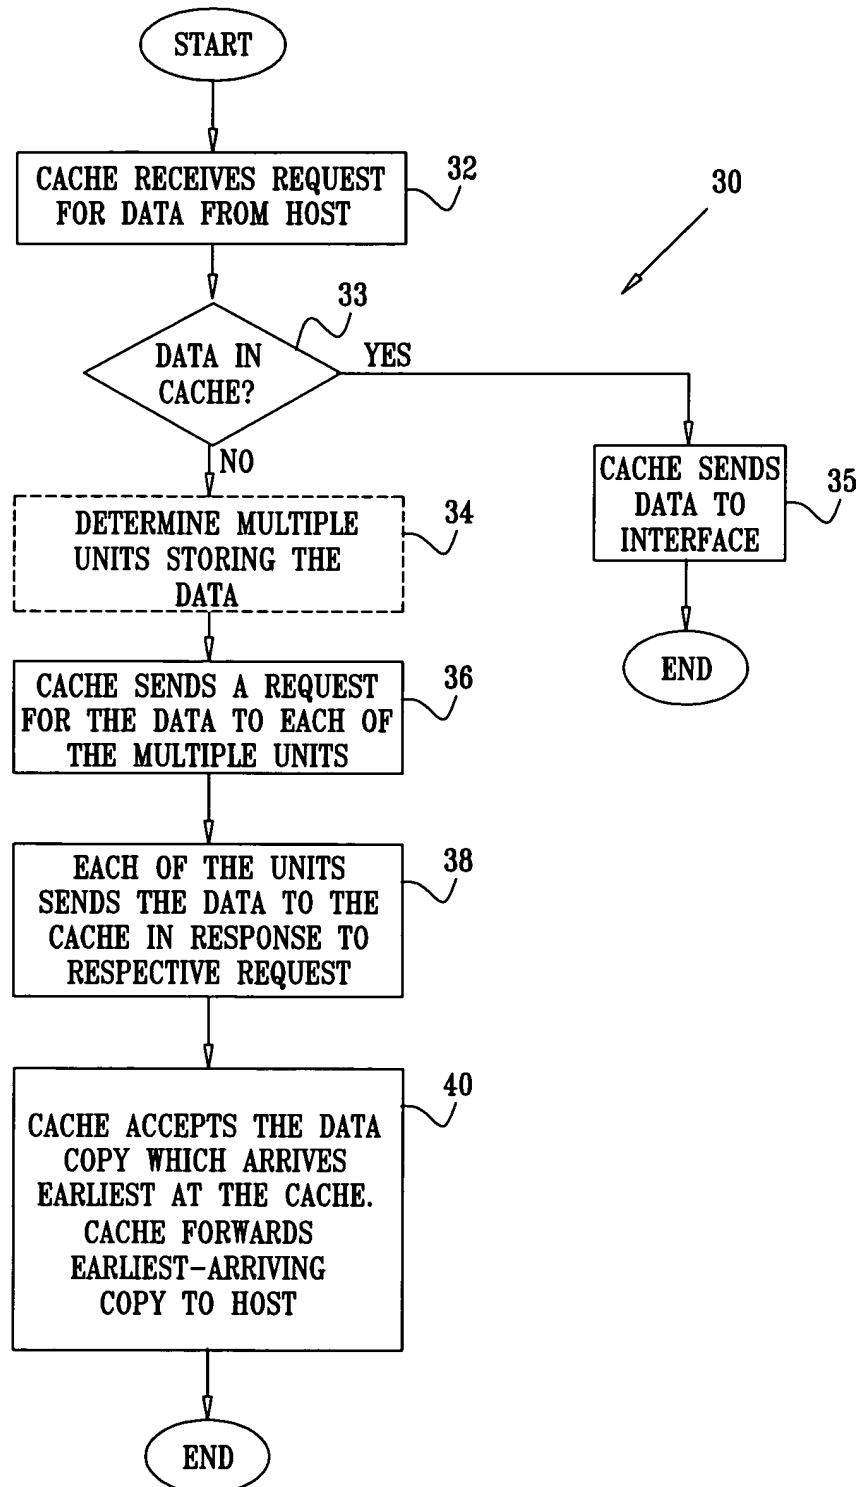 START
CACHE RECEIVES REQUEST
FOR DATA FROM HOST
32
30
33
DATA IN
CACHE?
YES
NO
CACHE SENDS
DATA TO
INTERFACE
35
DETERMINE MULTIPLE
UNITS STORING THE
DATA
34
END
CACHE SENDS A REQUEST
FOR THE DATA TO EACH OF
THE MULTIPLE UNITS
36
EACH OF THE UNITS
SENDS THE DATA TO THE
CACHE IN RESPONSE TO
RESPECTIVE REQUEST
38
CACHE ACCEPTS THE DATA
COPY WHICH ARRIVES
EARLIEST AT THE CACHE.
CACHE FORWARDS
EARLIEST-ARRIVING
COPY TO HOST
40
END